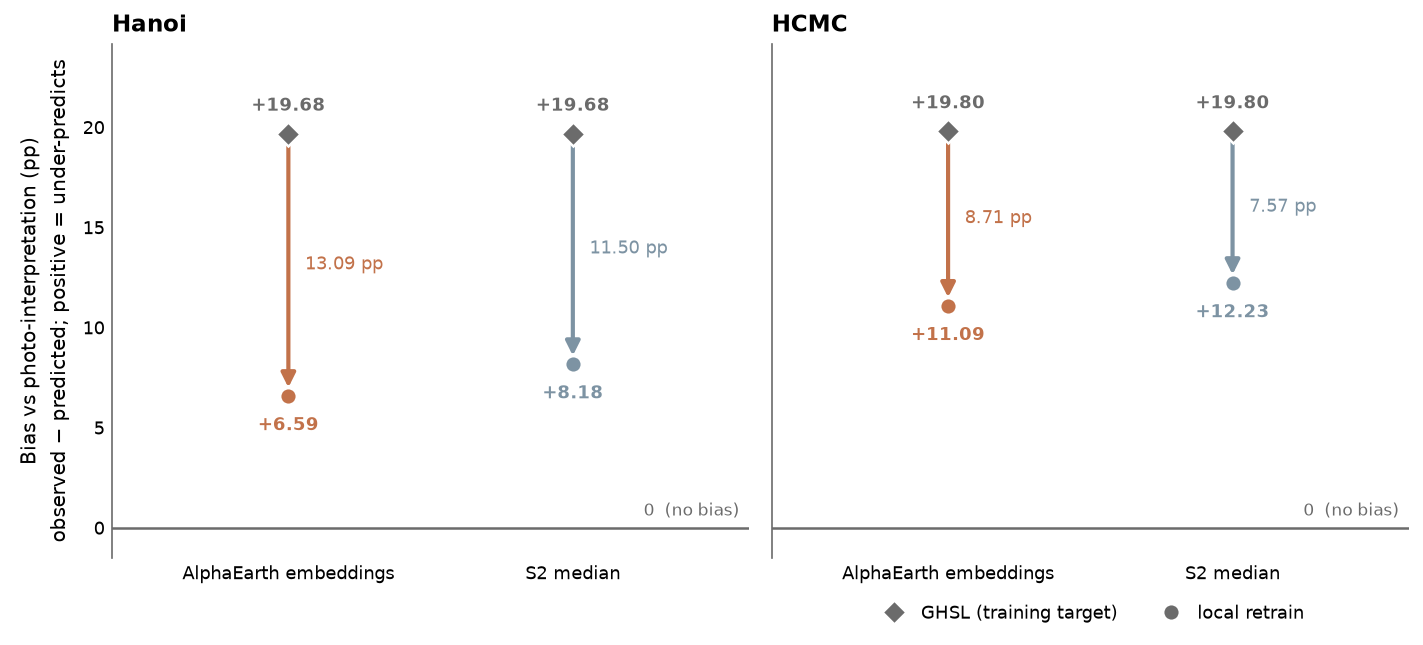 Hanoi
Bias vs photo-interpretation (pp)
observed − predicted; positive = under-predicts
20
15
10
5
0
+19.68
+19.68
13.09 pp
11.50 pp
+6.59
+8.18
0 (no bias)
AlphaEarth embeddings
S2 median
HCMC
+19.80
+19.80
8.71 pp
7.57 pp
+11.09
+12.23
0 (no bias)
AlphaEarth embeddings
S2 median
GHSL (training target)
local retrain